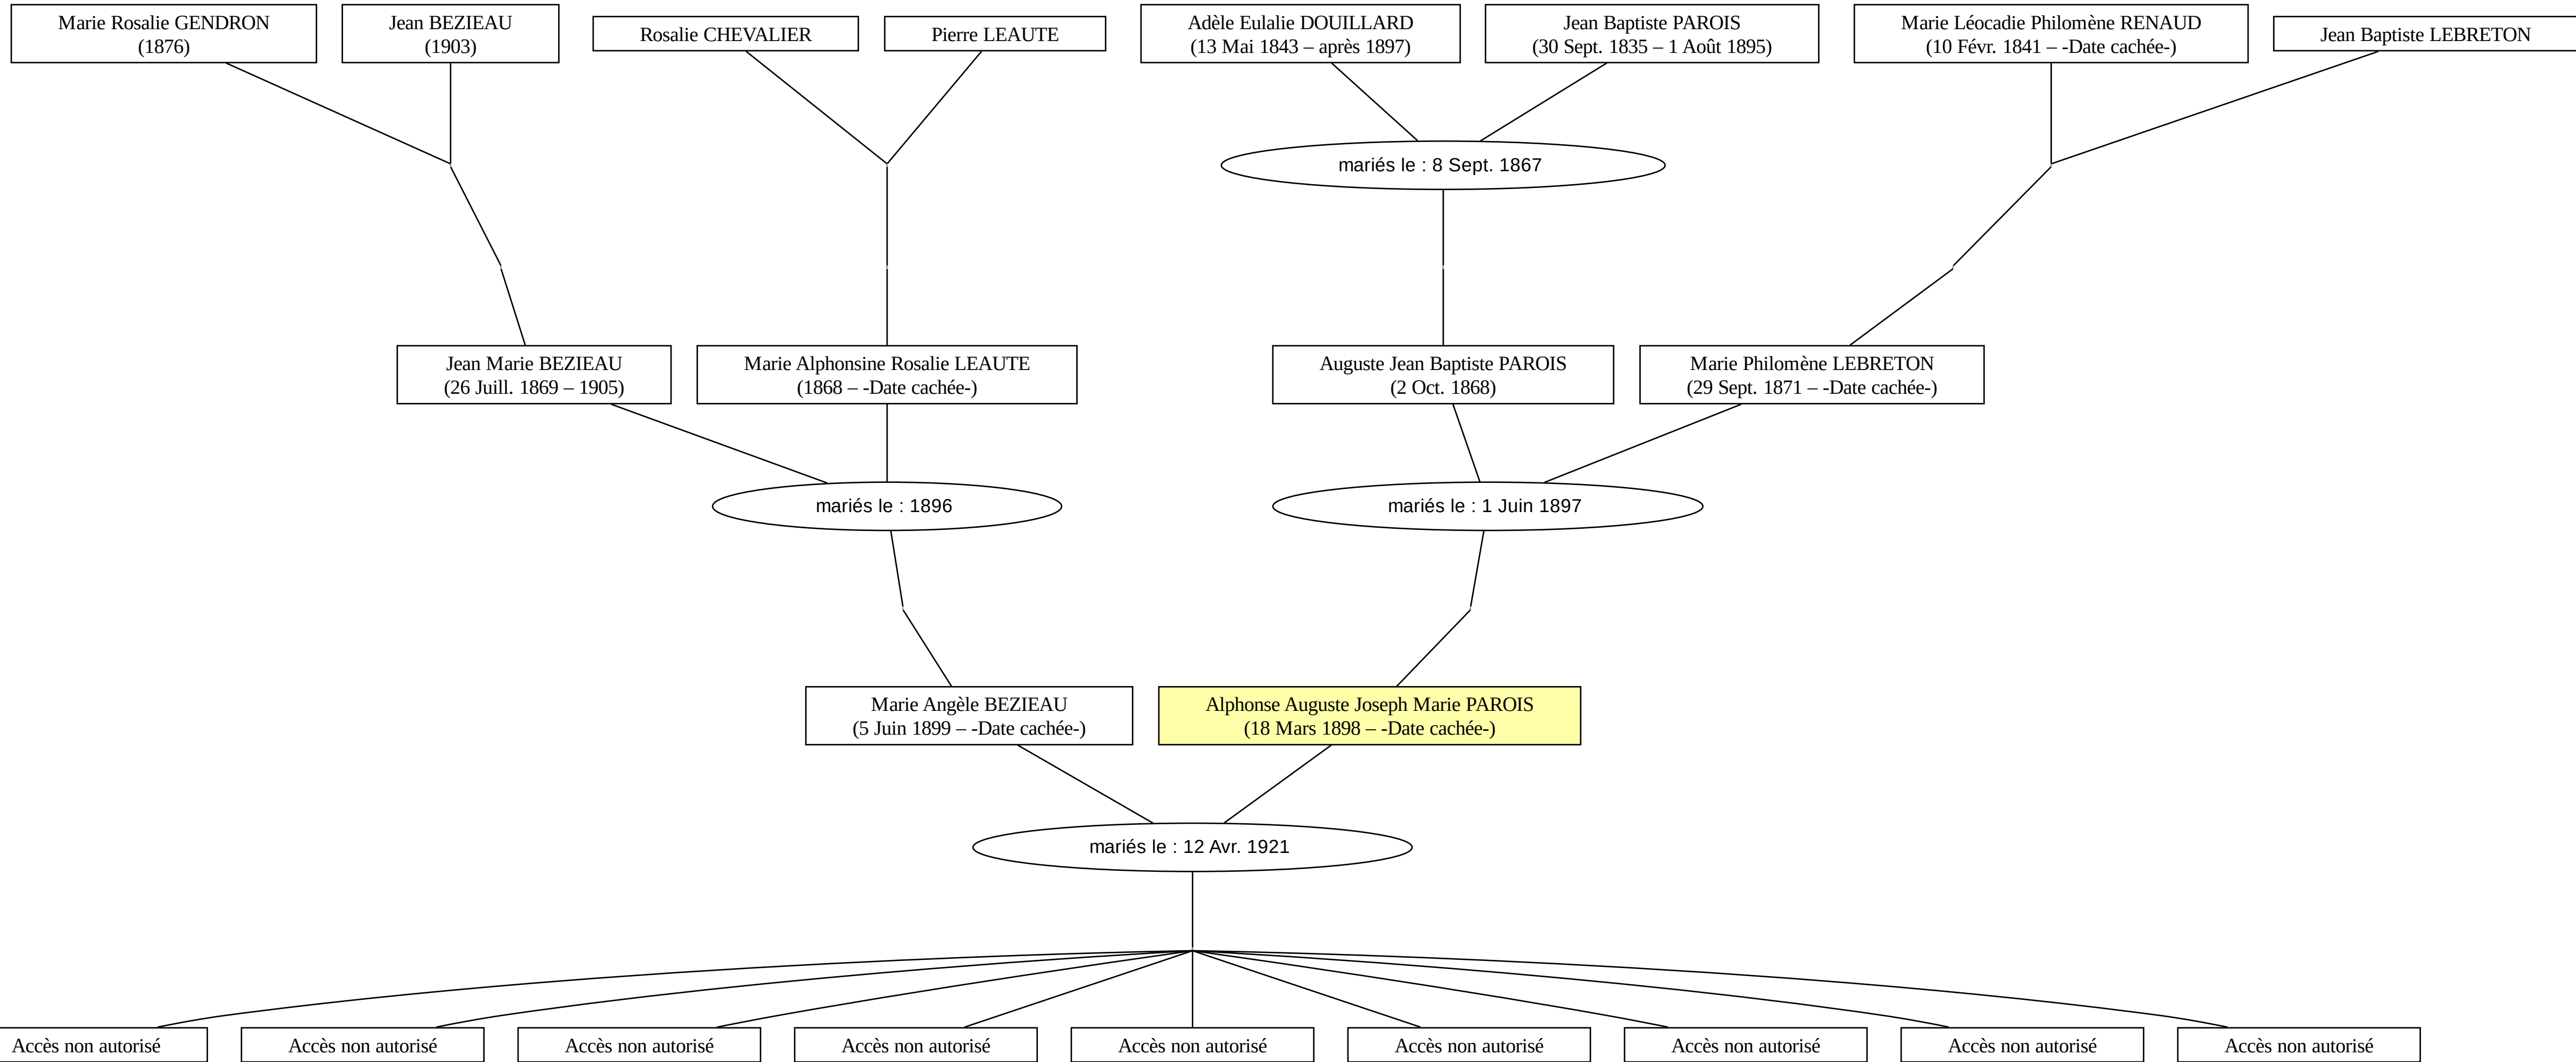 Marie Rosalie GENDRON
(1876)
Jean BEZIEAU
(1903)
Rosalie CHEVALIER
Pierre LEAUTE
Adèle Eulalie DOUILLARD
(13 Mai 1843 – après 1897)
Jean Baptiste PAROIS
(30 Sept. 1835 – 1 Août 1895)
Marie Léocadie Philomène RENAUD
(10 Févr. 1841 – -Date cachée-)
Jean Baptiste LEBRETON
mariés le : 8 Sept. 1867
Jean Marie BEZIEAU
(26 Juill. 1869 – 1905)
Marie Alphonsine Rosalie LEAUTE
(1868 – -Date cachée-)
Auguste Jean Baptiste PAROIS
(2 Oct. 1868)
Marie Philomène LEBRETON
(29 Sept. 1871 – -Date cachée-)
mariés le : 1896
mariés le : 1 Juin 1897
Marie Angèle BEZIEAU
(5 Juin 1899 – -Date cachée-)
Alphonse Auguste Joseph Marie PAROIS
(18 Mars 1898 – -Date cachée-)
mariés le : 12 Avr. 1921
Accès non autorisé
Accès non autorisé
Accès non autorisé
Accès non autorisé
Accès non autorisé
Accès non autorisé
Accès non autorisé
Accès non autorisé
Accès non autorisé